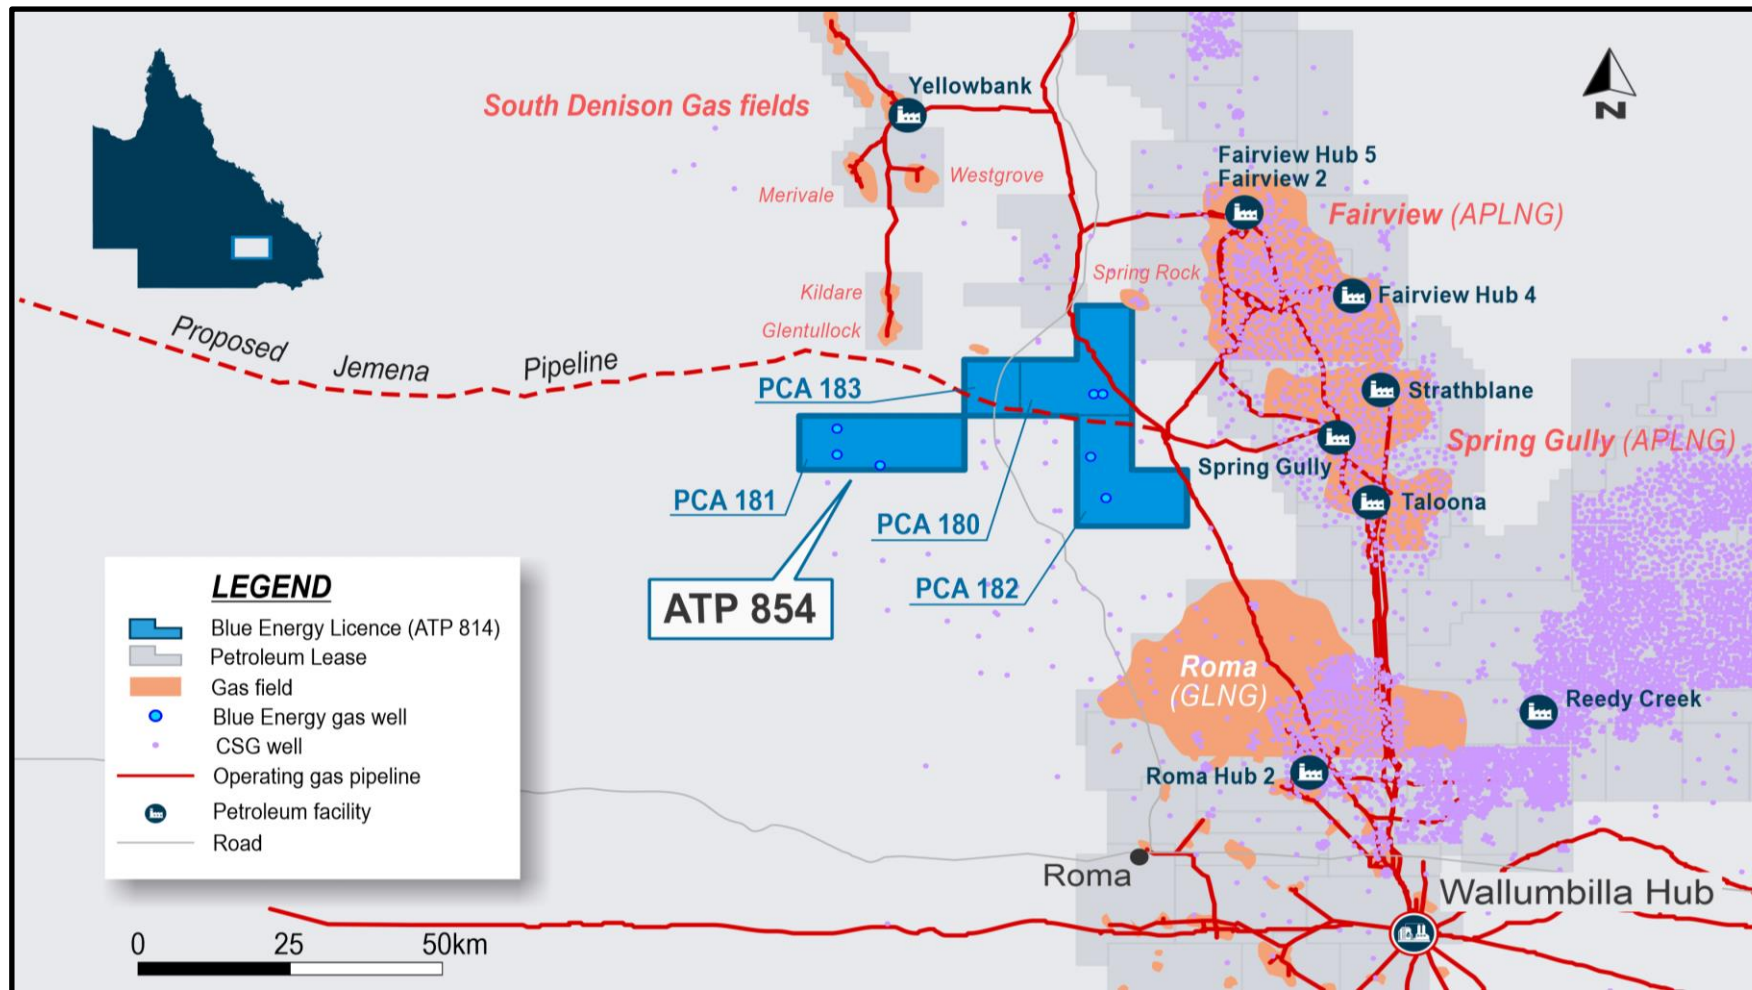 Yellowbank
South Denison Gas fields
N
Fairview Hub 5
Fairview 2
Merivale
Westgrove
Fairview (APLNG)
Spring Rock
Kildare
Fairview Hub 4
Glentullock
Proposed Jemena Pipeline
PCA 183
Strathblane
Spring Gully (APLNG)
Spring Gully
PCA 181
PCA 180
Taloona
PCA 182
ATP 854
LEGEND
Blue Energy Licence (ATP 814)
Petroleum Lease
Gas field
Blue Energy gas well
CSG well
Operating gas pipeline
Petroleum facility
Road
Roma
(GLNG)
Reedy Creek
Roma Hub 2
Roma
Wallumbilla Hub
0 25 50km